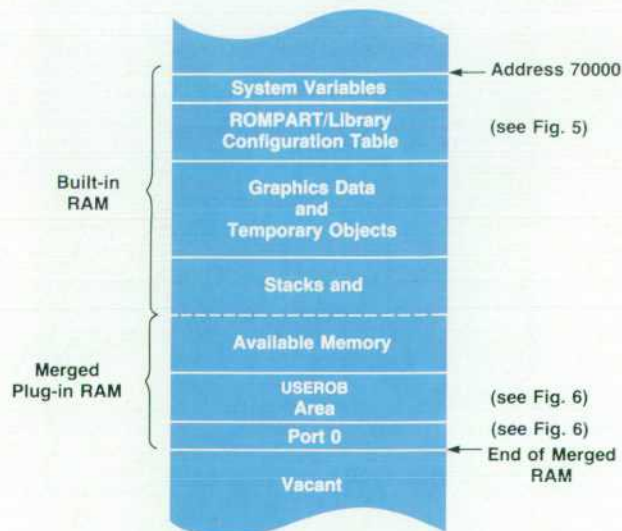 Address 70000
System Variables
ROMPART/Library
Configuration Table
(see Fig. 5)
Built-in
RAM
Graphics Data
and
Temporary Objects
Stacks and
Available Memory
Merged
Plug-in RAM
USEROB
Area
(see Fig. 6)
Port 0
(see Fig. 6)
End of Merged
RAM
Vacant